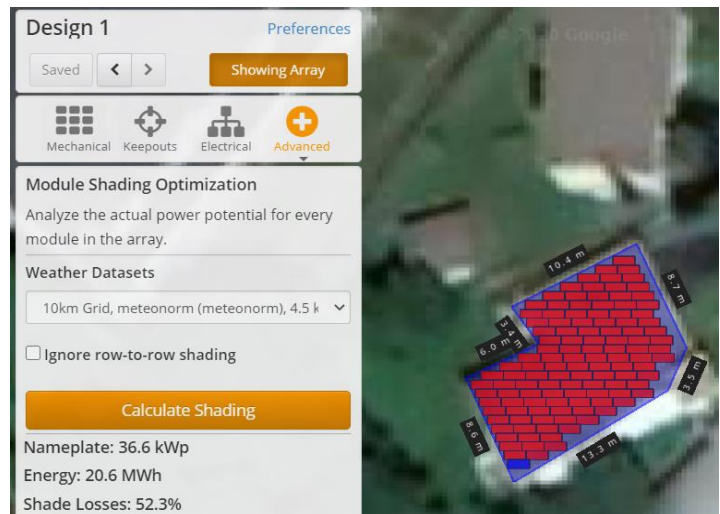 Design 1
Preferences
Saved
Showing Array
Mechanical
Keepouts
Electrical
Advanced
Module Shading Optimization
Analyze the actual power potential for every
module in the array.
Weather Datasets
10km Grid, meteonorm (meteonorm), 4.5 k
Ignore row-to-row shading
Calculate Shading
Nameplate: 36.6 kWp
Energy: 20.6 MWh
Shade Losses: 52.3%
Google
10.4 m
8.7 m
3.4
6.0 m
3.5 m
8.6 m
13.3 m